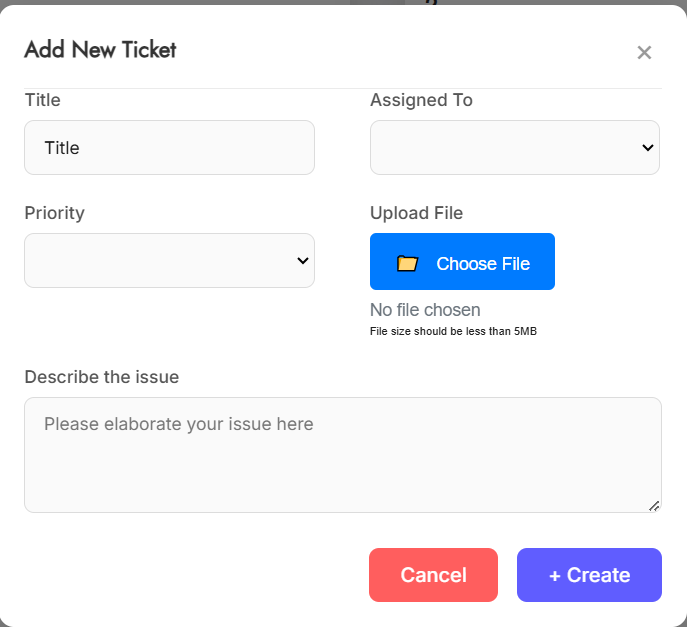 Add New Ticket
×
Title
Assigned To
Title
Priority
Upload File
Choose File
No file chosen
File size should be less than 5MB
Describe the issue
Please elaborate your issue here
Cancel
+ Create